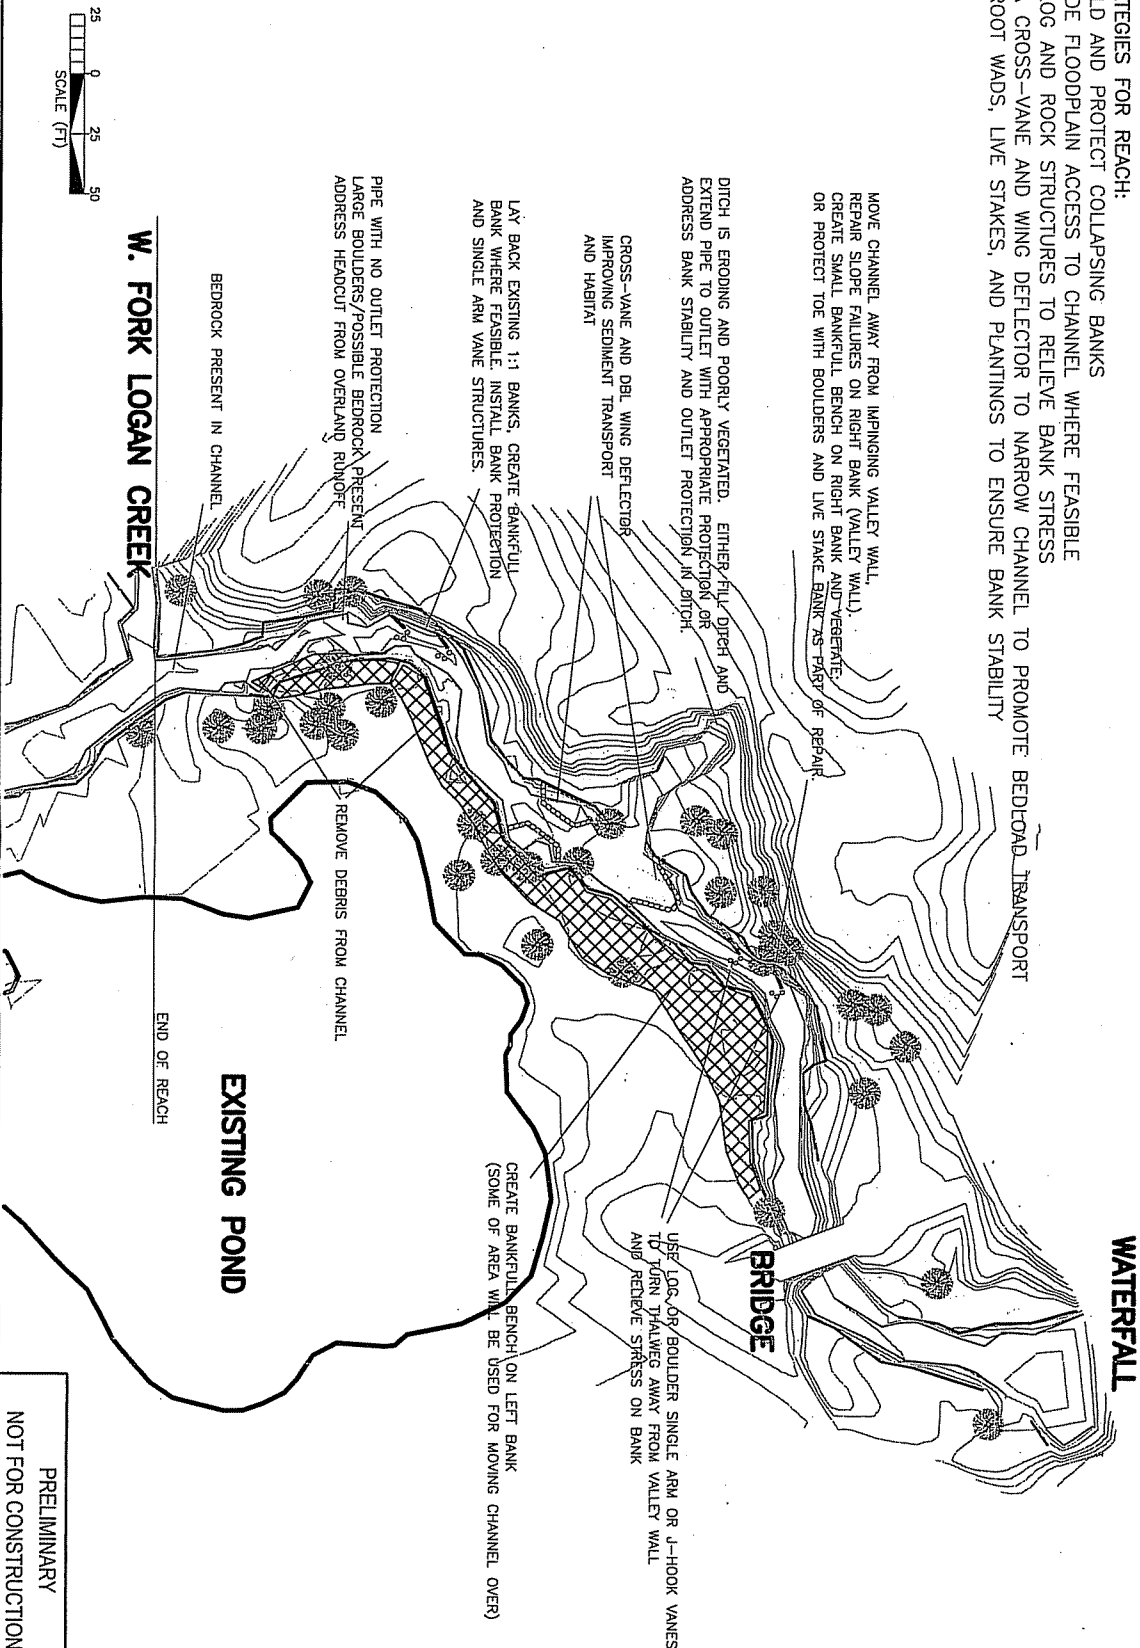 TEGIES FOR REACH:
LD AND PROTECT COLLAPSING BANKS
DE FLOODPLAIN ACCESS TO CHANNEL WHERE FEASIBLE
LOG AND ROCK STRUCTURES TO RELIEVE BANK STRESS
A CROSS-VANE AND WING DEFLECTOR TO NARROW CHANNEL TO PROMOTE BEDLOAD TRANSPORT
ROOT WADS, LIVE STAKES, AND PLANTINGS TO ENSURE BANK STABILITY
WATERFALL
MOVE CHANNEL AWAY FROM IMPINGING VALLEY WALL,
REPAIR SLOPE FAILURES ON RIGHT BANK (VALLEY WALL).
CREATE SMALL BANKFULL BENCH ON RIGHT BANK AND VEGETATE,
OR PROTECT TOE WITH BOULDERS AND LIVE STAKE BANK AS PART OF REPAIR.
DITCH IS ERODING AND POORLY VEGETATED. EITHER FILL DITCH AND
EXTEND PIPE TO OUTLET WITH APPROPRIATE PROTECTION OR
ADDRESS BANK STABILITY AND OUTLET PROTECTION IN DITCH.
BRIDGE
CROSS-VANE AND DBL WING DEFLECTOR
IMPROVING SEDIMENT TRANSPORT
AND HABITAT
USE LOG OR BOULDER SINGLE ARM OR J-HOOK VANES
TO TURN THALWEG AWAY FROM VALLEY WALL
AND RELIEVE STRESS ON BANK
LAY BACK EXISTING 1:1 BANKS, CREATE BANKFULL
BANK WHERE FEASIBLE. INSTALL BANK PROTECTION
AND SINGLE ARM VANE STRUCTURES.
CREATE BANKFULL BENCH ON LEFT BANK
(SOME OF AREA WILL BE USED FOR MOVING CHANNEL OVER)
PIPE WITH NO OUTLET PROTECTION
LARGE BOULDERS/POSSIBLE BEDROCK PRESENT
ADDRESS HEADCUT FROM OVERLAND RUNOFF
REMOVE DEBRIS FROM CHANNEL
BEDROCK PRESENT IN CHANNEL
EXISTING POND
W. FORK LOGAN CREEK
END OF REACH
25 0 25 50
SCALE (FT)
PRELIMINARY
NOT FOR CONSTRUCTION